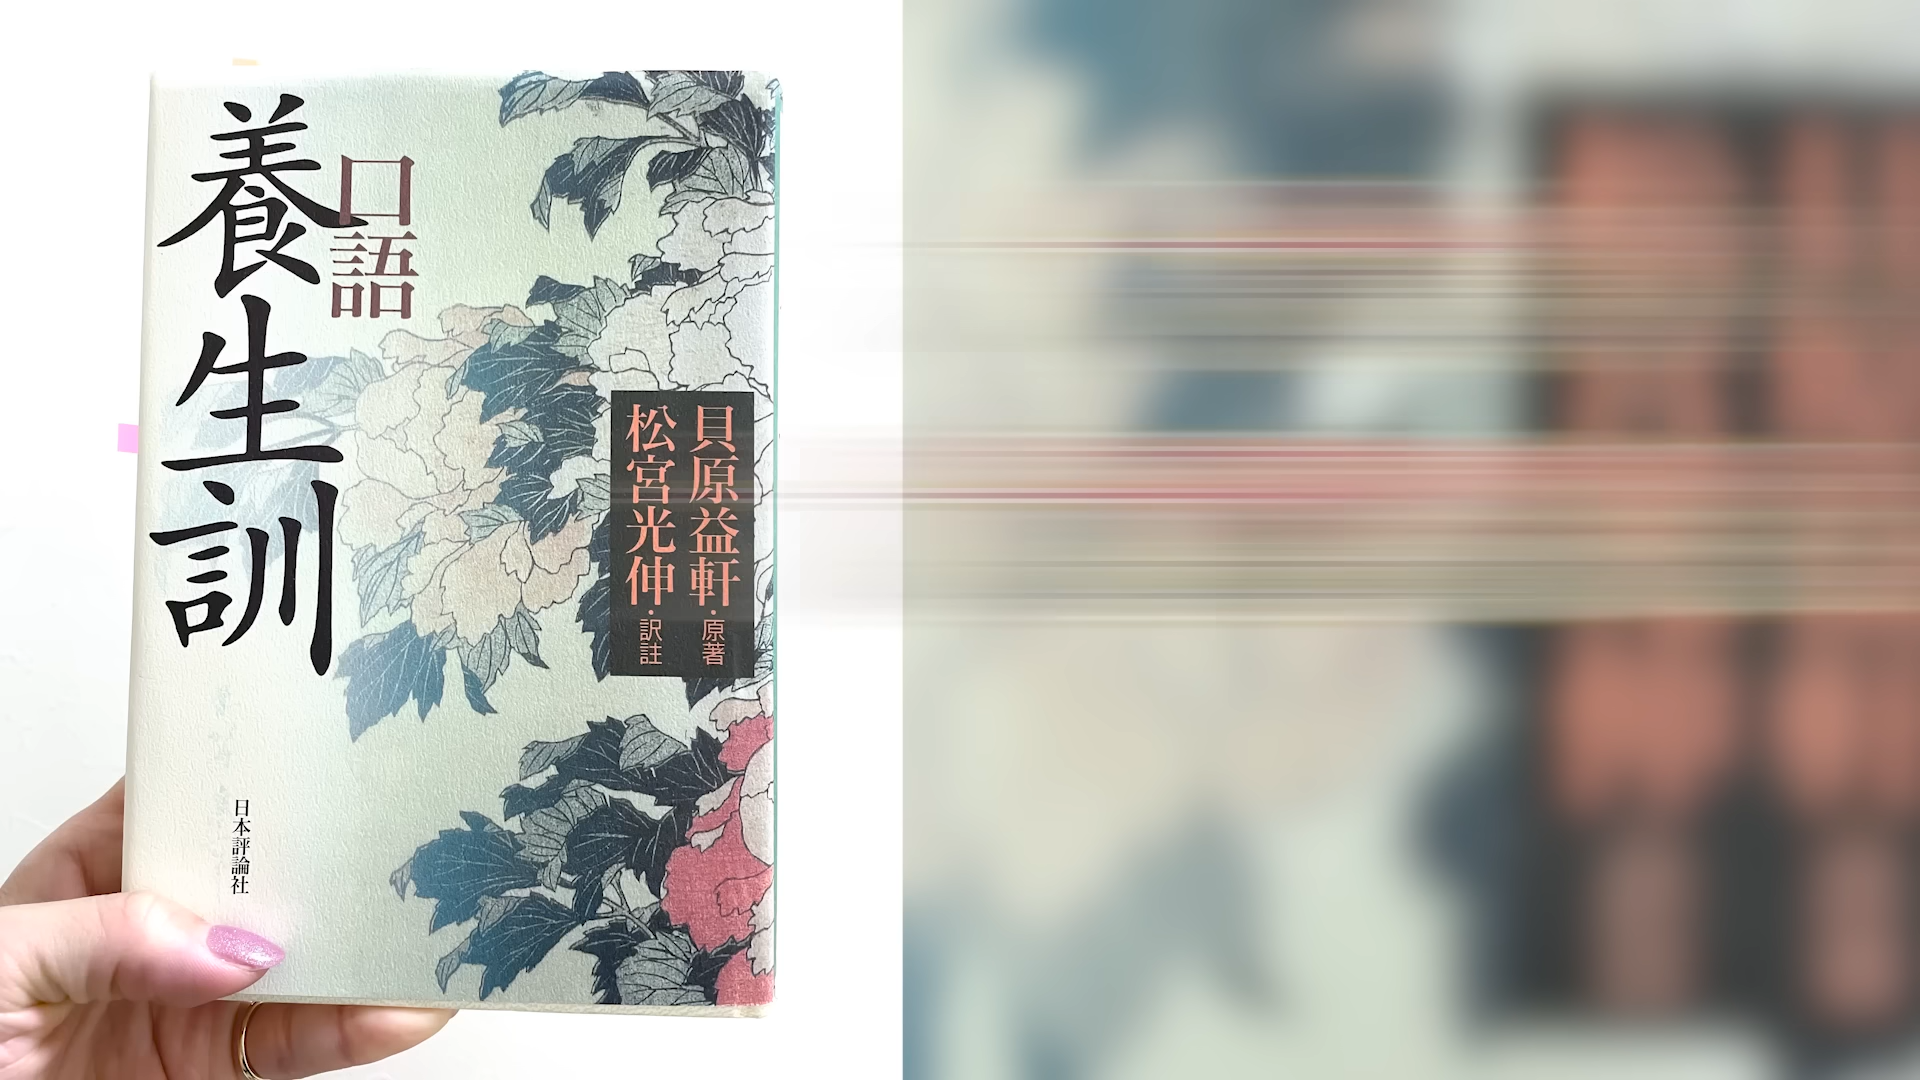 口語
養生訓
貝原益軒・原著
松宮光伸・訳註
日本評論社